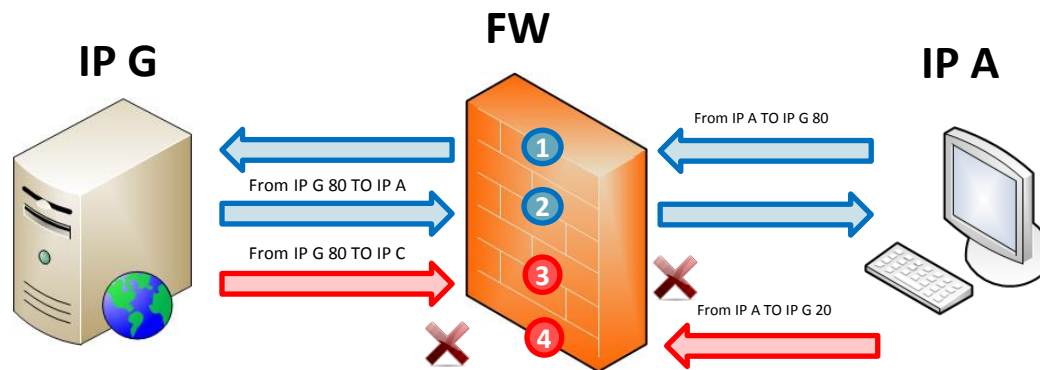 FW
IP G
IP A
From IP A TO IP G 80
1
From IP G 80 TO IP A
2
From IP G 80 TO IP C
3
From IP A TO IP G 20
4